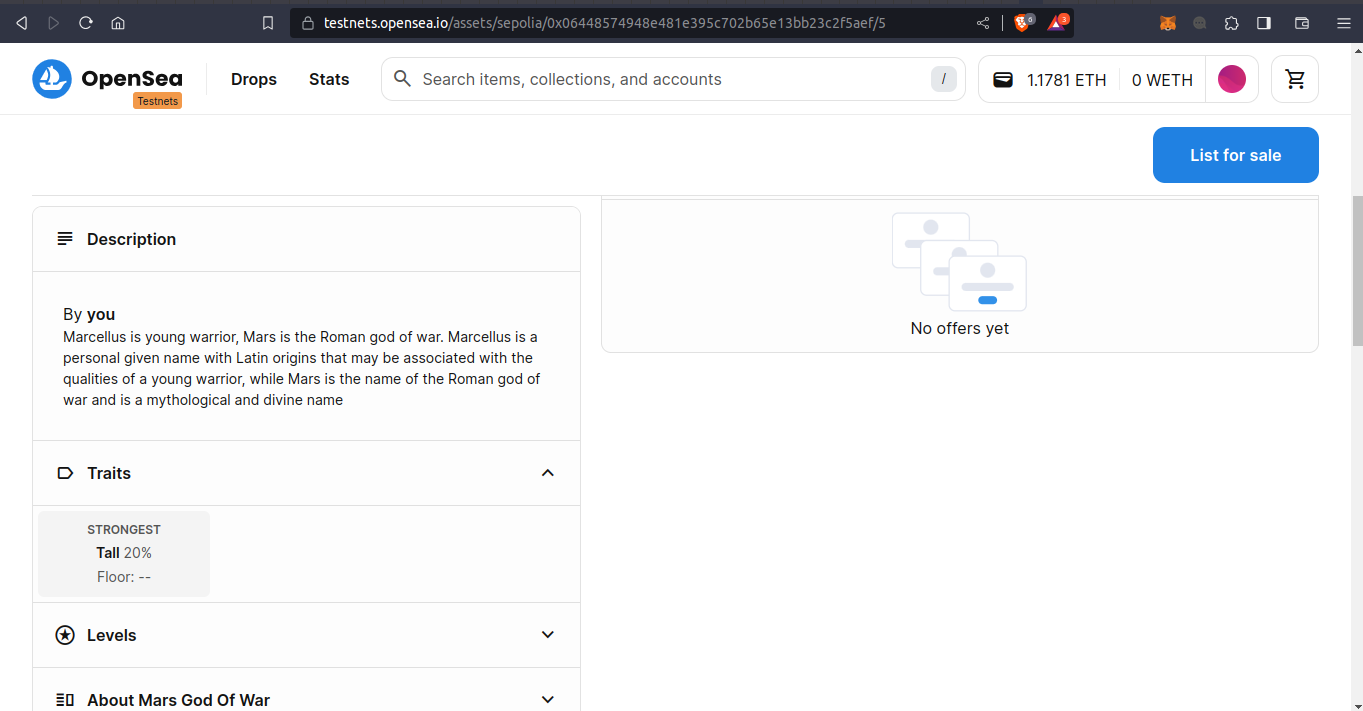 testnets.opensea.io/assets/sepolia/0x06448574948e481e395c702b65e13bb23c2f5aef/5
6
3
OpenSea
Testnets
Drops
Stats
Search items, collections, and accounts
/
1.1781 ETH
0 WETH
List for sale
Description
By you
Marcellus is young warrior, Mars is the Roman god of war. Marcellus is a
personal given name with Latin origins that may be associated with the
qualities of a young warrior, while Mars is the name of the Roman god of
war and is a mythological and divine name
Traits
STRONGEST
Tall 20%
Floor: --
Levels
About Mars God Of War
No offers yet